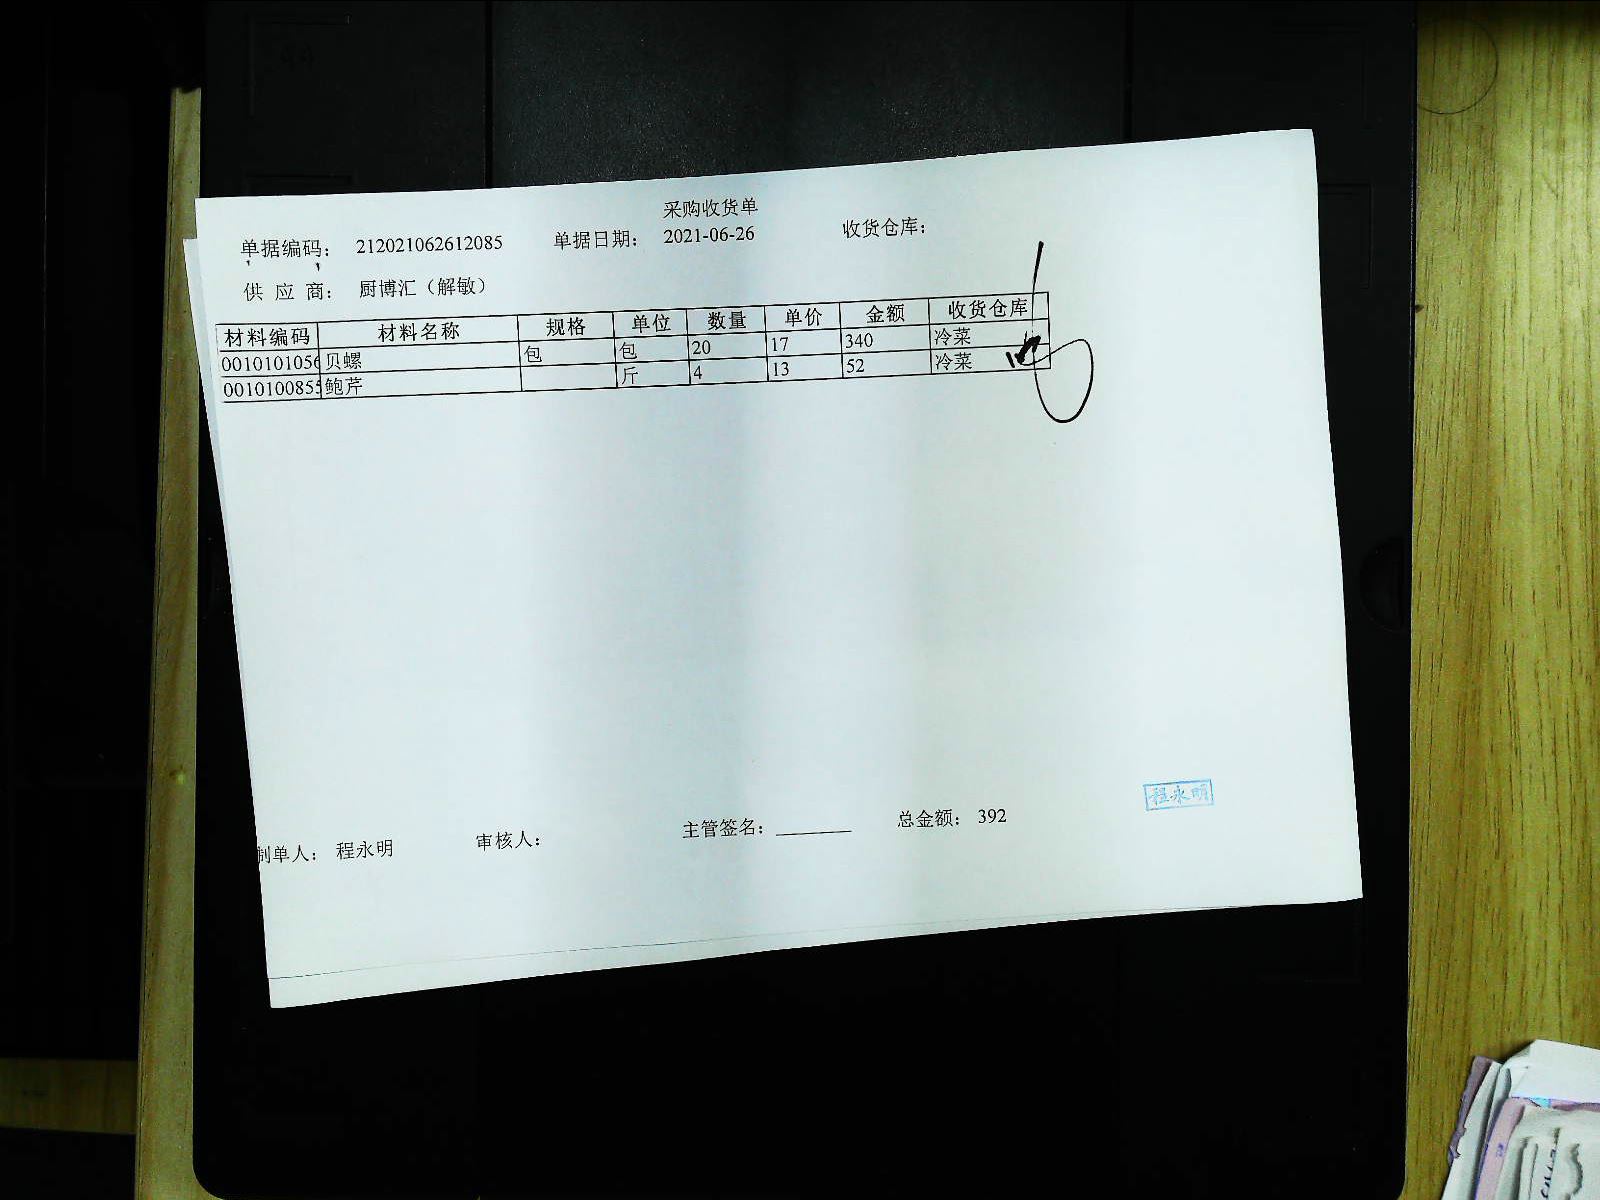 采购收货单
单据编码： 212021062612085 单据日期： 2021-06-26 收货仓库：
供 应 商： 厨博汇（解敏）
材料编码 材料名称 规格 单位 数量 单价 金额 收货仓库
0010101056 贝螺 包 包 20 17 340 冷菜
0010100855 鲍芹 斤 4 13 52 冷菜
程永明
制单人： 程永明 审核人： 主管签名： 总金额： 392